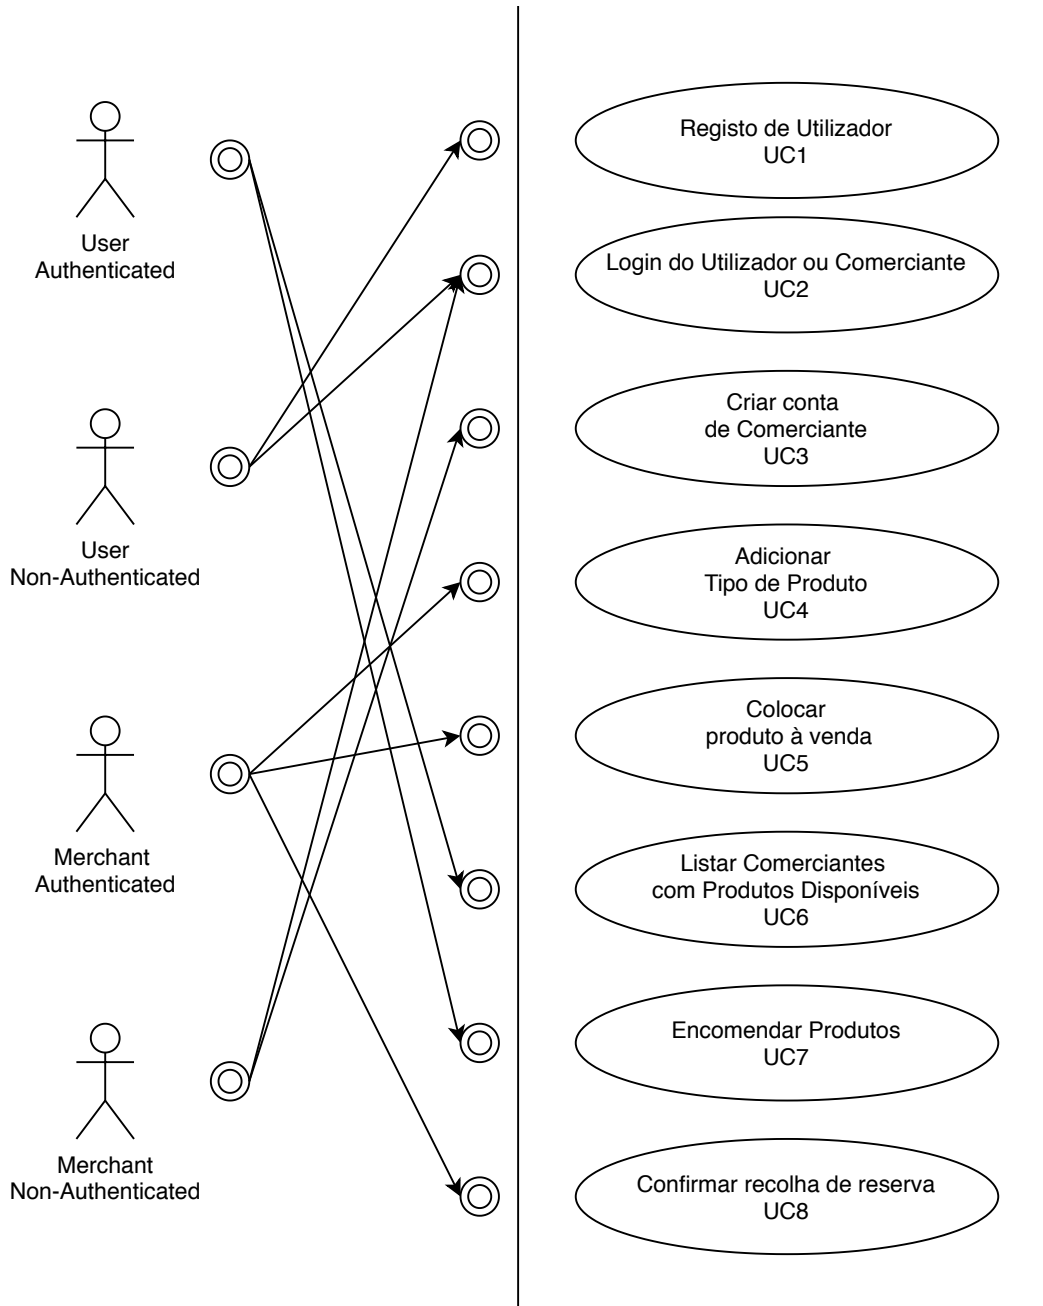 User
Authenticated
User
Non-Authenticated
Merchant
Authenticated
Merchant
Non-Authenticated
Registo de Utilizador
UC1
Login do Utilizador ou Comerciante
UC2
Criar conta
de Comerciante
UC3
Adicionar
Tipo de Produto
UC4
Colocar
produto à venda
UC5
Listar Comerciantes
com Produtos Disponíveis
UC6
Encomendar Produtos
UC7
Confirmar recolha de reserva
UC8